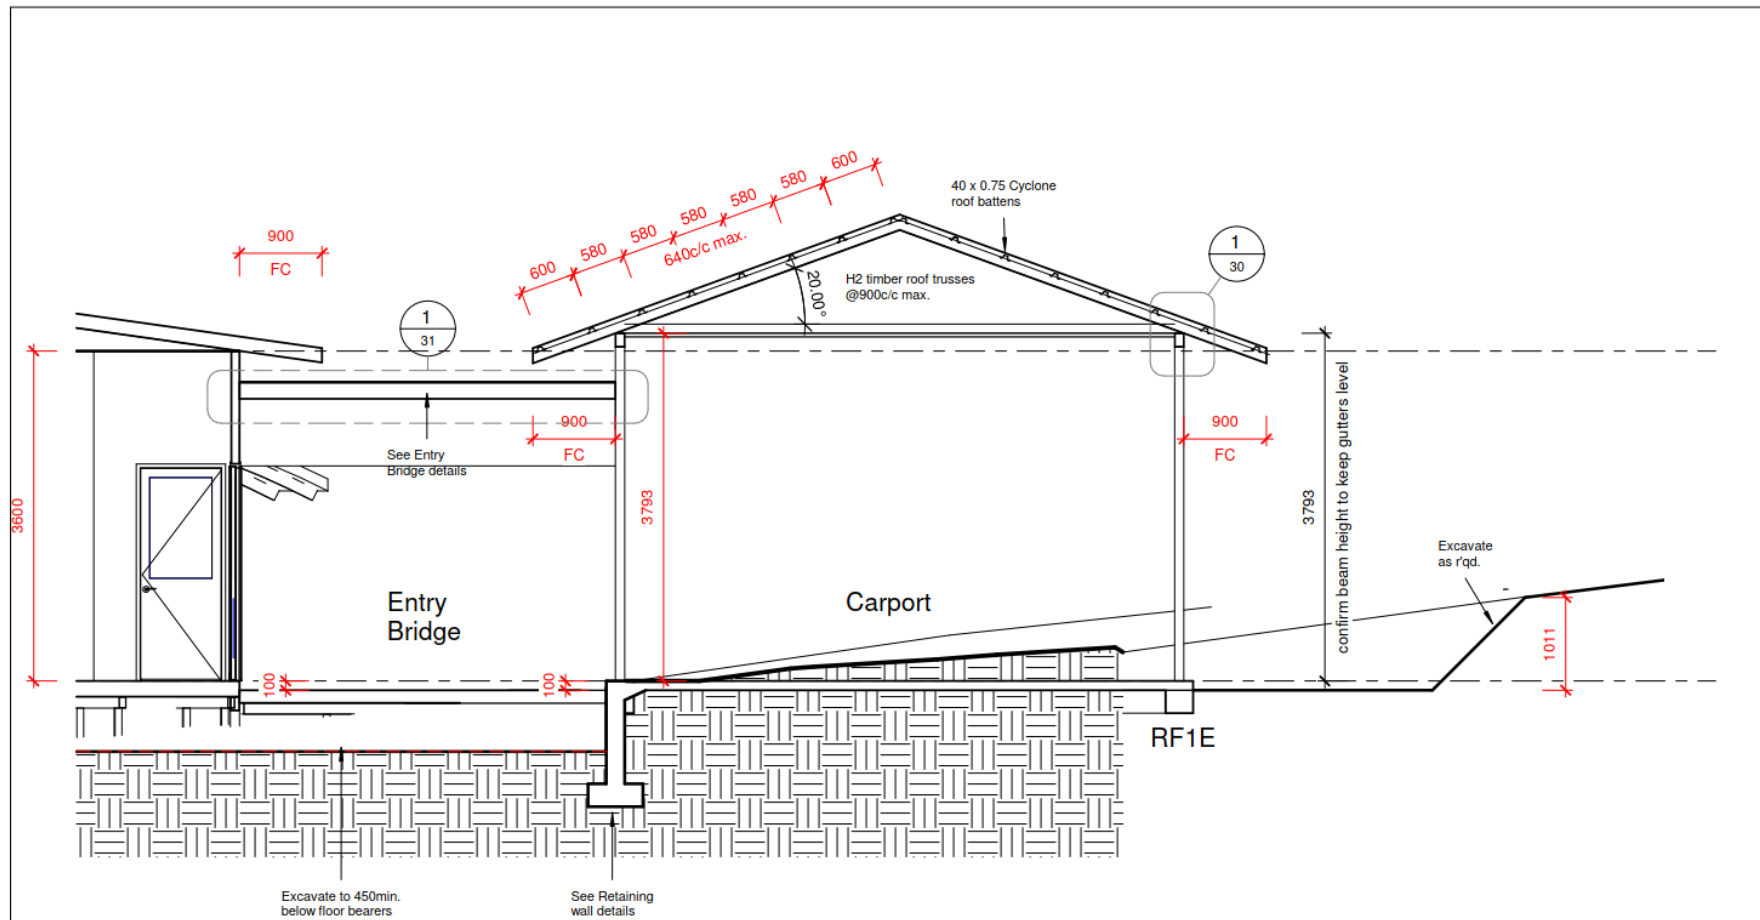 600
580
580
580
580
580
600
640c/c max.
40 x 0.75 Cyclone
roof battens
900
FC
1
30
20.00°
H2 timber roof trusses
@900c/c max.
1
31
900
FC
900
FC
See Entry
Bridge details
3600
3793
3793
confirm beam height to keep gutters level
Excavate
as r'qd.
Entry
Bridge
Carport
1011
100
100
RF1E
Excavate to 450min.
below floor bearers
See Retaining
wall details